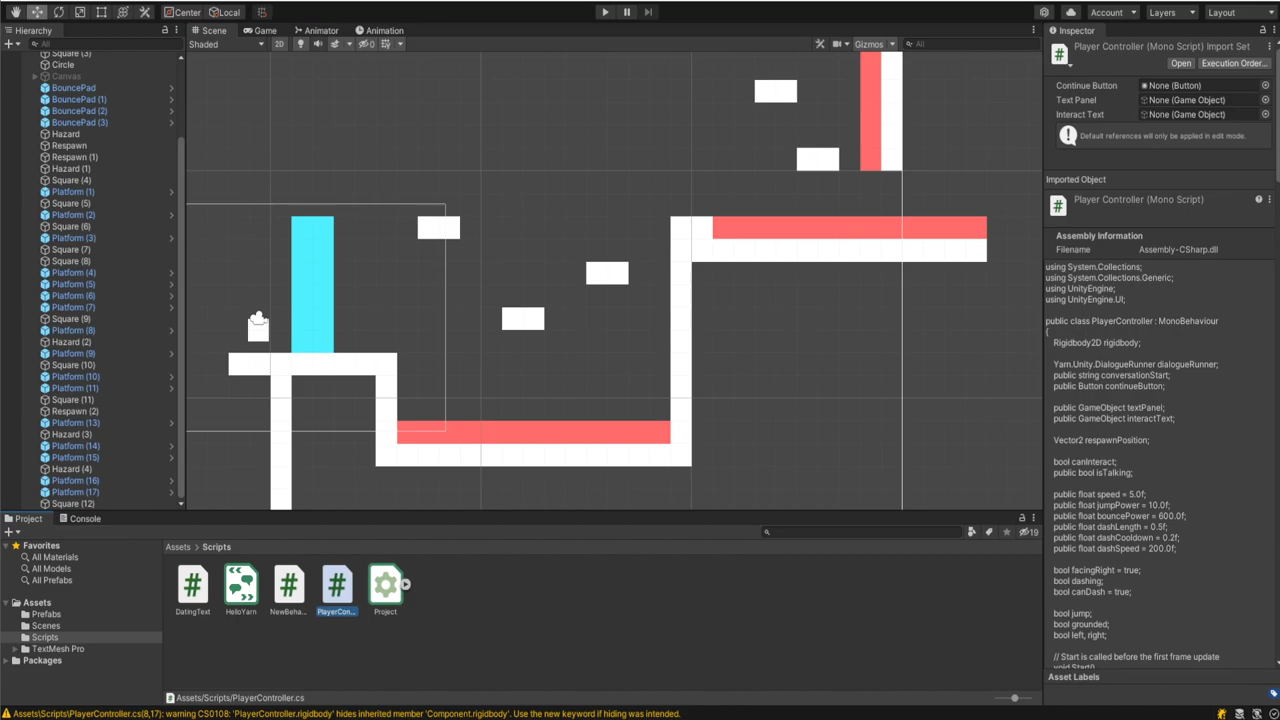 Center
Local
Account
Layers
Layout
Hierarchy
Scene
Game
Animator
Animation
Inspector
All
Shaded
2D
0
Gizmos
All
Player Controller (Mono Script) Import Set
Open
Execution Order...
Square (3)
Circle
Canvas
BouncePad
BouncePad (1)
BouncePad (2)
BouncePad (3)
Hazard
Respawn
Respawn (1)
Hazard (1)
Square (4)
Platform (1)
Square (5)
Platform (2)
Square (6)
Platform (3)
Square (7)
Square (8)
Platform (4)
Platform (5)
Platform (6)
Platform (7)
Square (9)
Platform (8)
Hazard (2)
Platform (9)
Square (10)
Platform (10)
Platform (11)
Square (11)
Respawn (2)
Platform (13)
Hazard (3)
Platform (14)
Platform (15)
Hazard (4)
Platform (16)
Platform (17)
Square (12)
Continue Button
None (Button)
Text Panel
None (Game Object)
Interact Text
None (Game Object)
Default references will only be applied in edit mode.
Imported Object
Player Controller (Mono Script)
Assembly Information
Filename
Assembly-CSharp.dll
using System.Collections;
using System.Collections.Generic;
using UnityEngine;
using UnityEngine.UI;
public class PlayerController : MonoBehaviour
{
Rigidbody2D rigidbody;
Yarn.Unity.DialogueRunner dialogueRunner;
public string conversationStart;
public Button continueButton;
public GameObject textPanel;
public GameObject interactText;
Vector2 respawnPosition;
bool canInteract;
public bool isTalking;
public float speed = 5.0f;
public float jumpPower = 10.0f;
public float bouncePower = 600.0f;
public float dashLength = 0.5f;
public float dashCooldown = 0.2f;
public float dashSpeed = 200.0f;
bool facingRight = true;
bool dashing;
bool canDash = true;
bool jump;
bool grounded;
bool left, right;
// Start is called before the first frame update
void Start()
Asset Labels
Project
Console
19
Favorites
All Materials
All Models
All Prefabs
Assets
Prefabs
Scenes
Scripts
TextMesh Pro
Packages
Assets
Scripts
DatingText
HelloYarn
NewBeha...
PlayerCon...
Project
Assets/Scripts/PlayerController.cs
Assets\Scripts\PlayerController.cs(8,17): warning CS0108: 'PlayerController.rigidbody' hides inherited member 'Component.rigidbody'. Use the new keyword if hiding was intended.